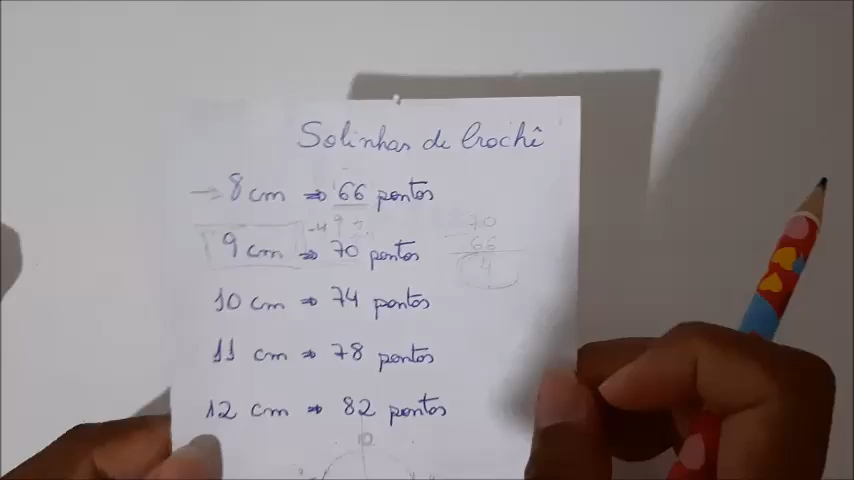 Solinhas de Crochê
→ 8 cm ⇒ 66 pontos
9 cm ⇒ 70 pontos
70
66
4
10 cm ⇒ 74 pontos
11 cm ⇒ 78 pontos
12 cm ⇒ 82 pontos
10